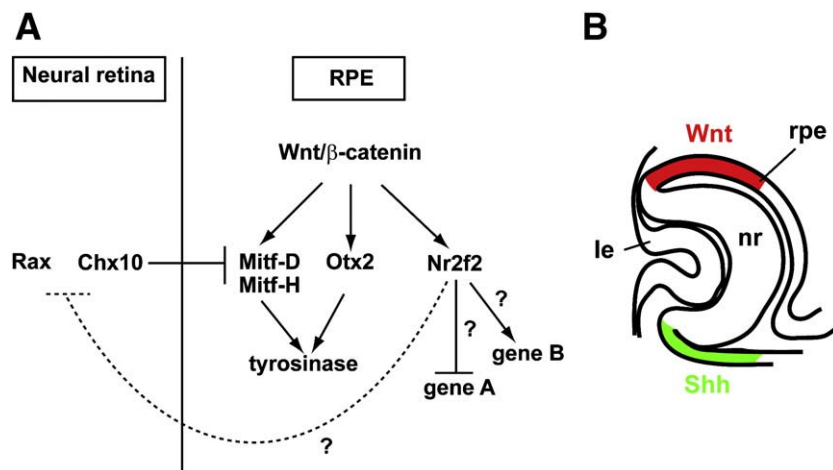 A
Neural retina
RPE
Wnt/β-catenin
Rax Chx10
Mitf-D
Mitf-H
Otx2
Nr2f2
?
?
tyrosinase
gene B
gene A
?
B
Wnt
rpe
le
nr
Shh